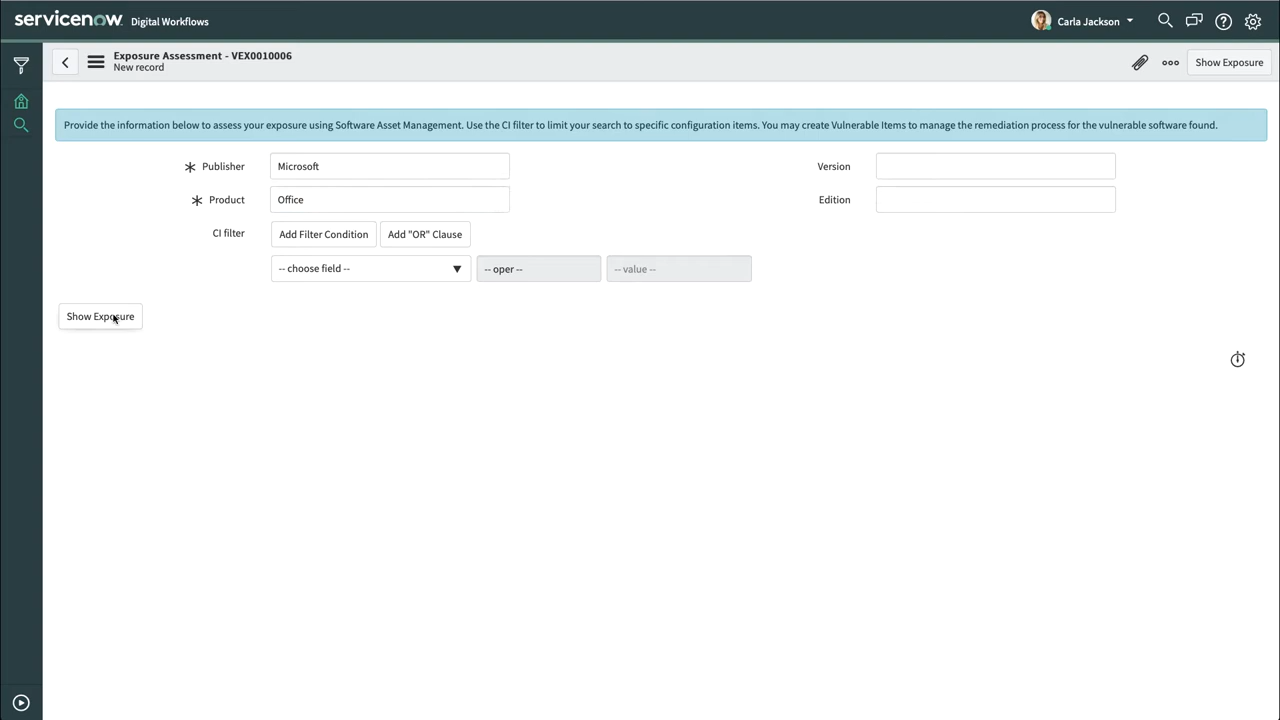 servicenow Digital Workflows
Carla Jackson
Exposure Assessment - VEX0010006
New record
Show Exposure
Provide the information below to assess your exposure using Software Asset Management. Use the CI filter to limit your search to specific configuration items. You may create Vulnerable Items to manage the remediation process for the vulnerable software found.
Publisher Microsoft
Version
Product Office
Edition
CI filter Add Filter Condition Add "OR" Clause
-- choose field -- -- oper -- -- value --
Show Exposure